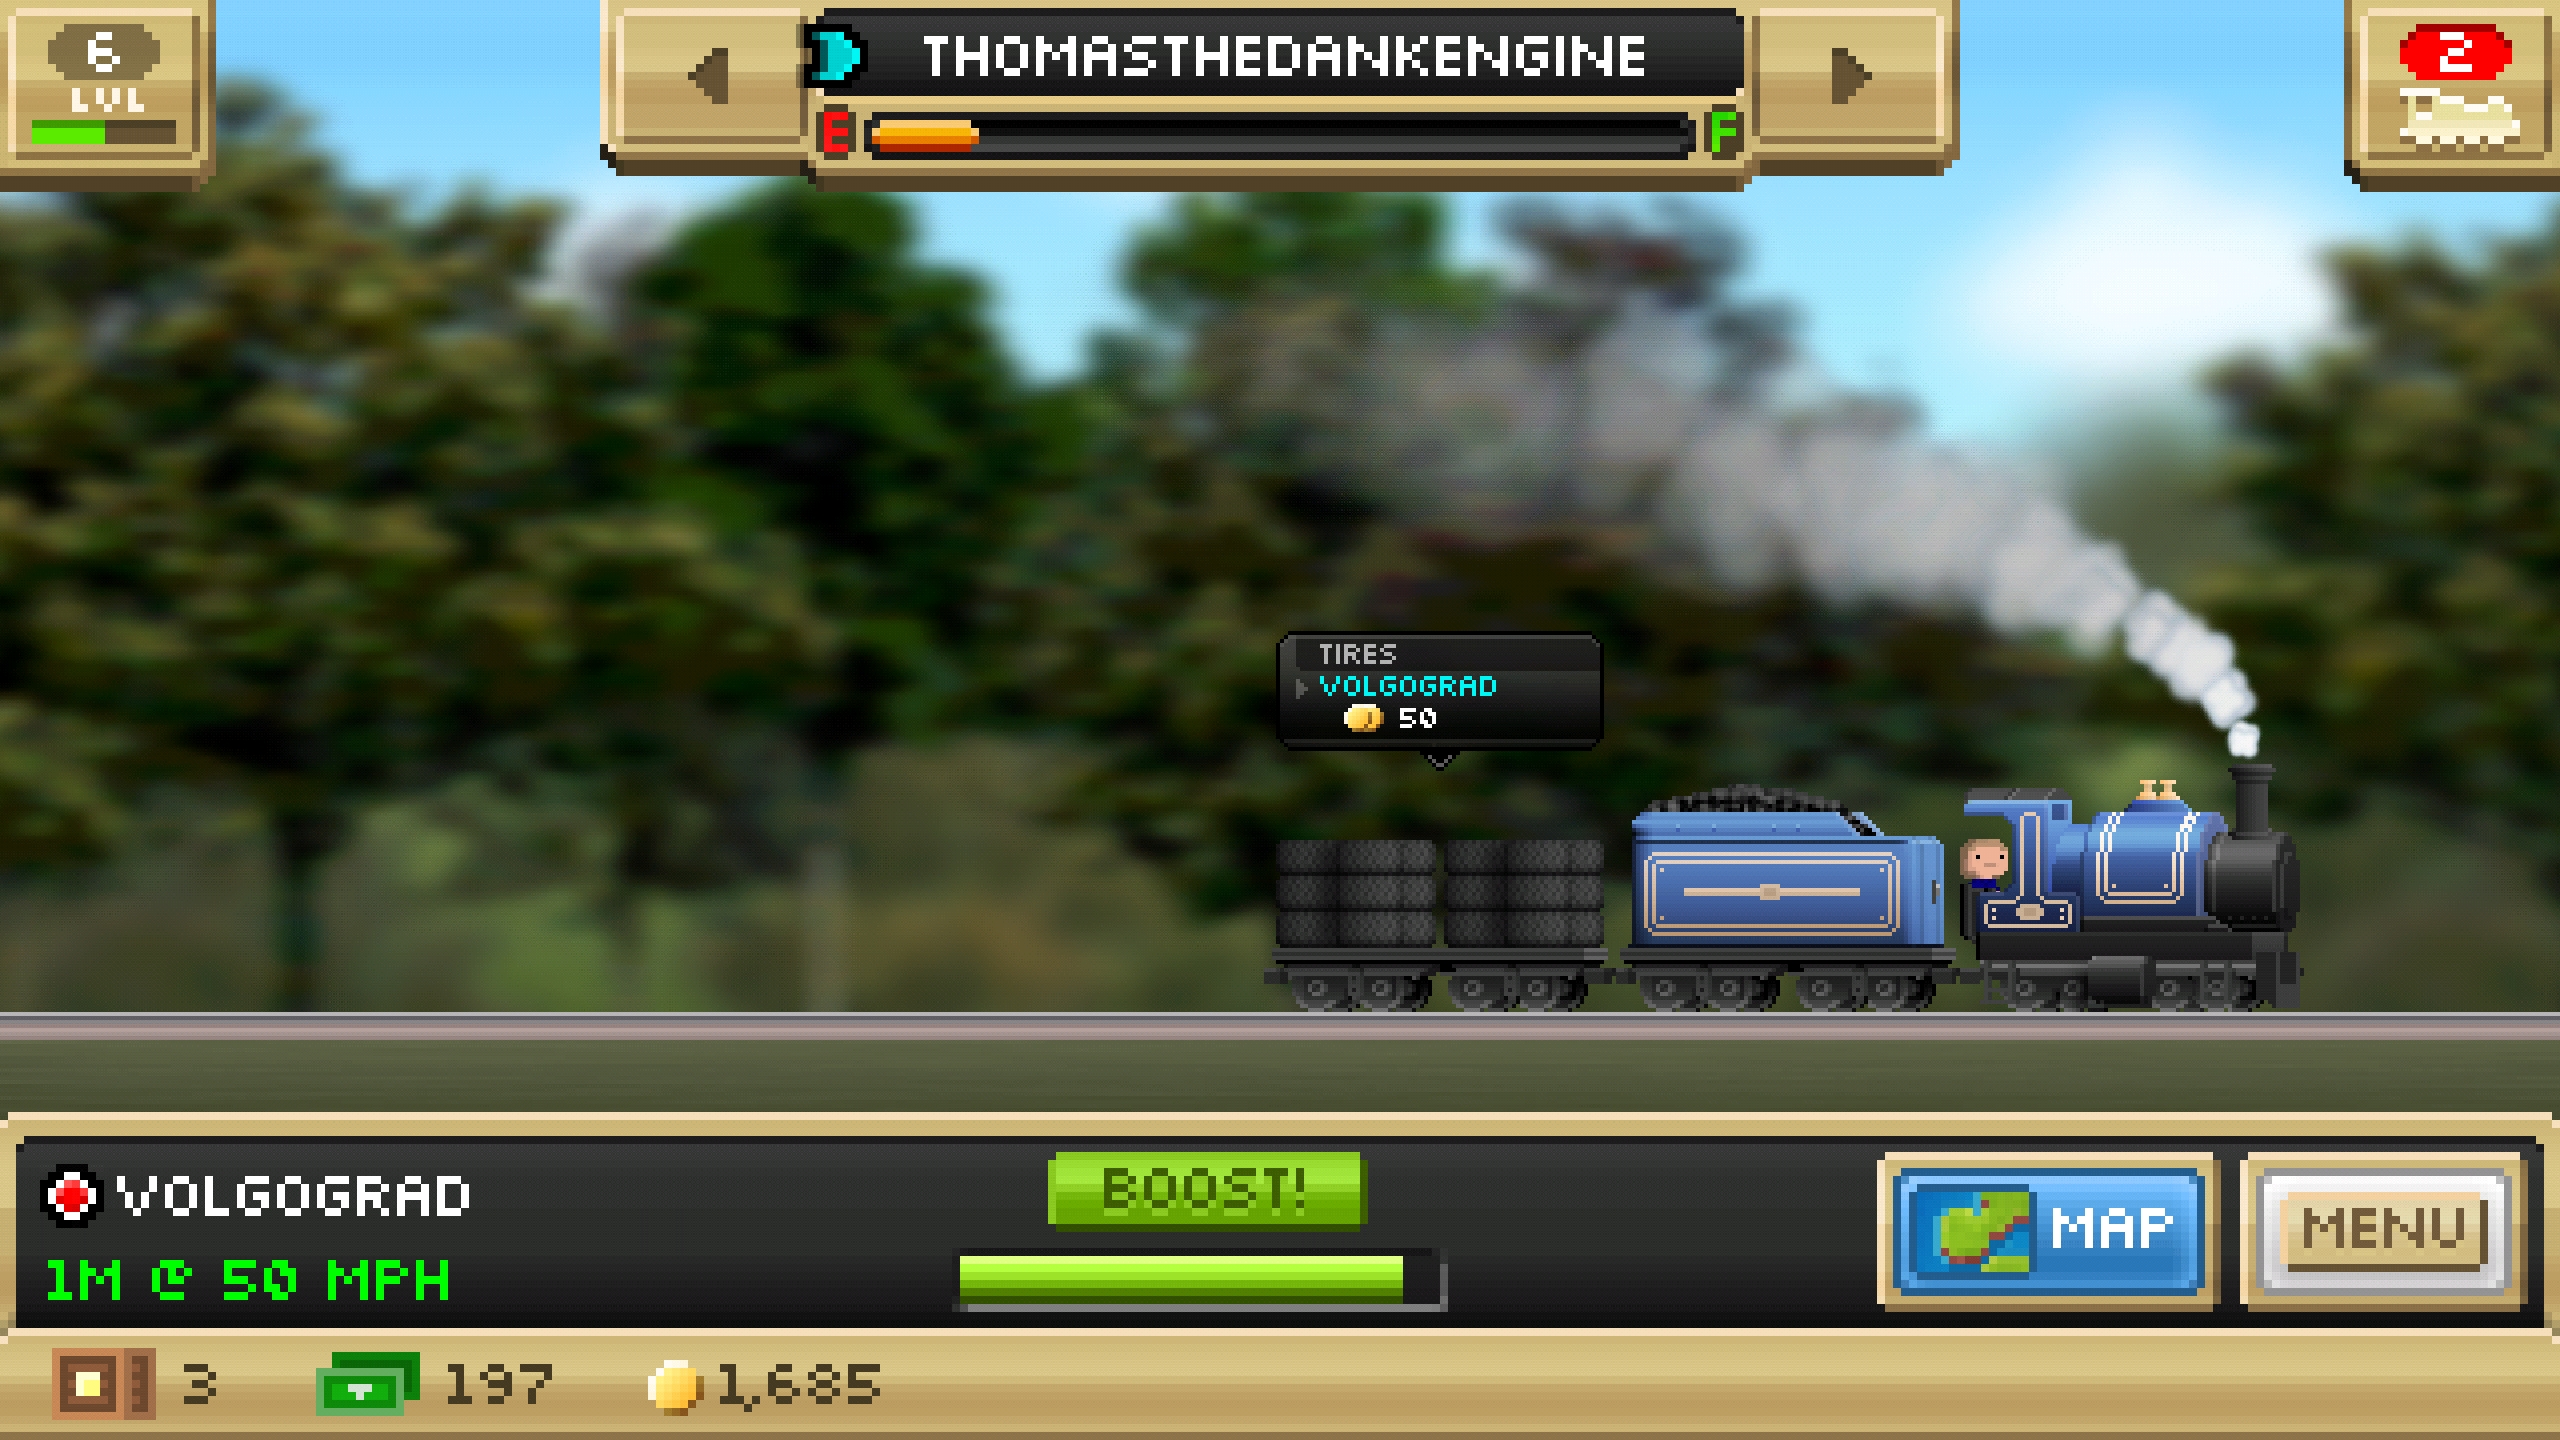 6
LVL
THOMASTHEDANKENGINE
E F
2
TIRES
VOLGOGRAD
50
VOLGOGRAD
1M @ 50 MPH
BOOST!
MAP
MENU
3 197 1,685